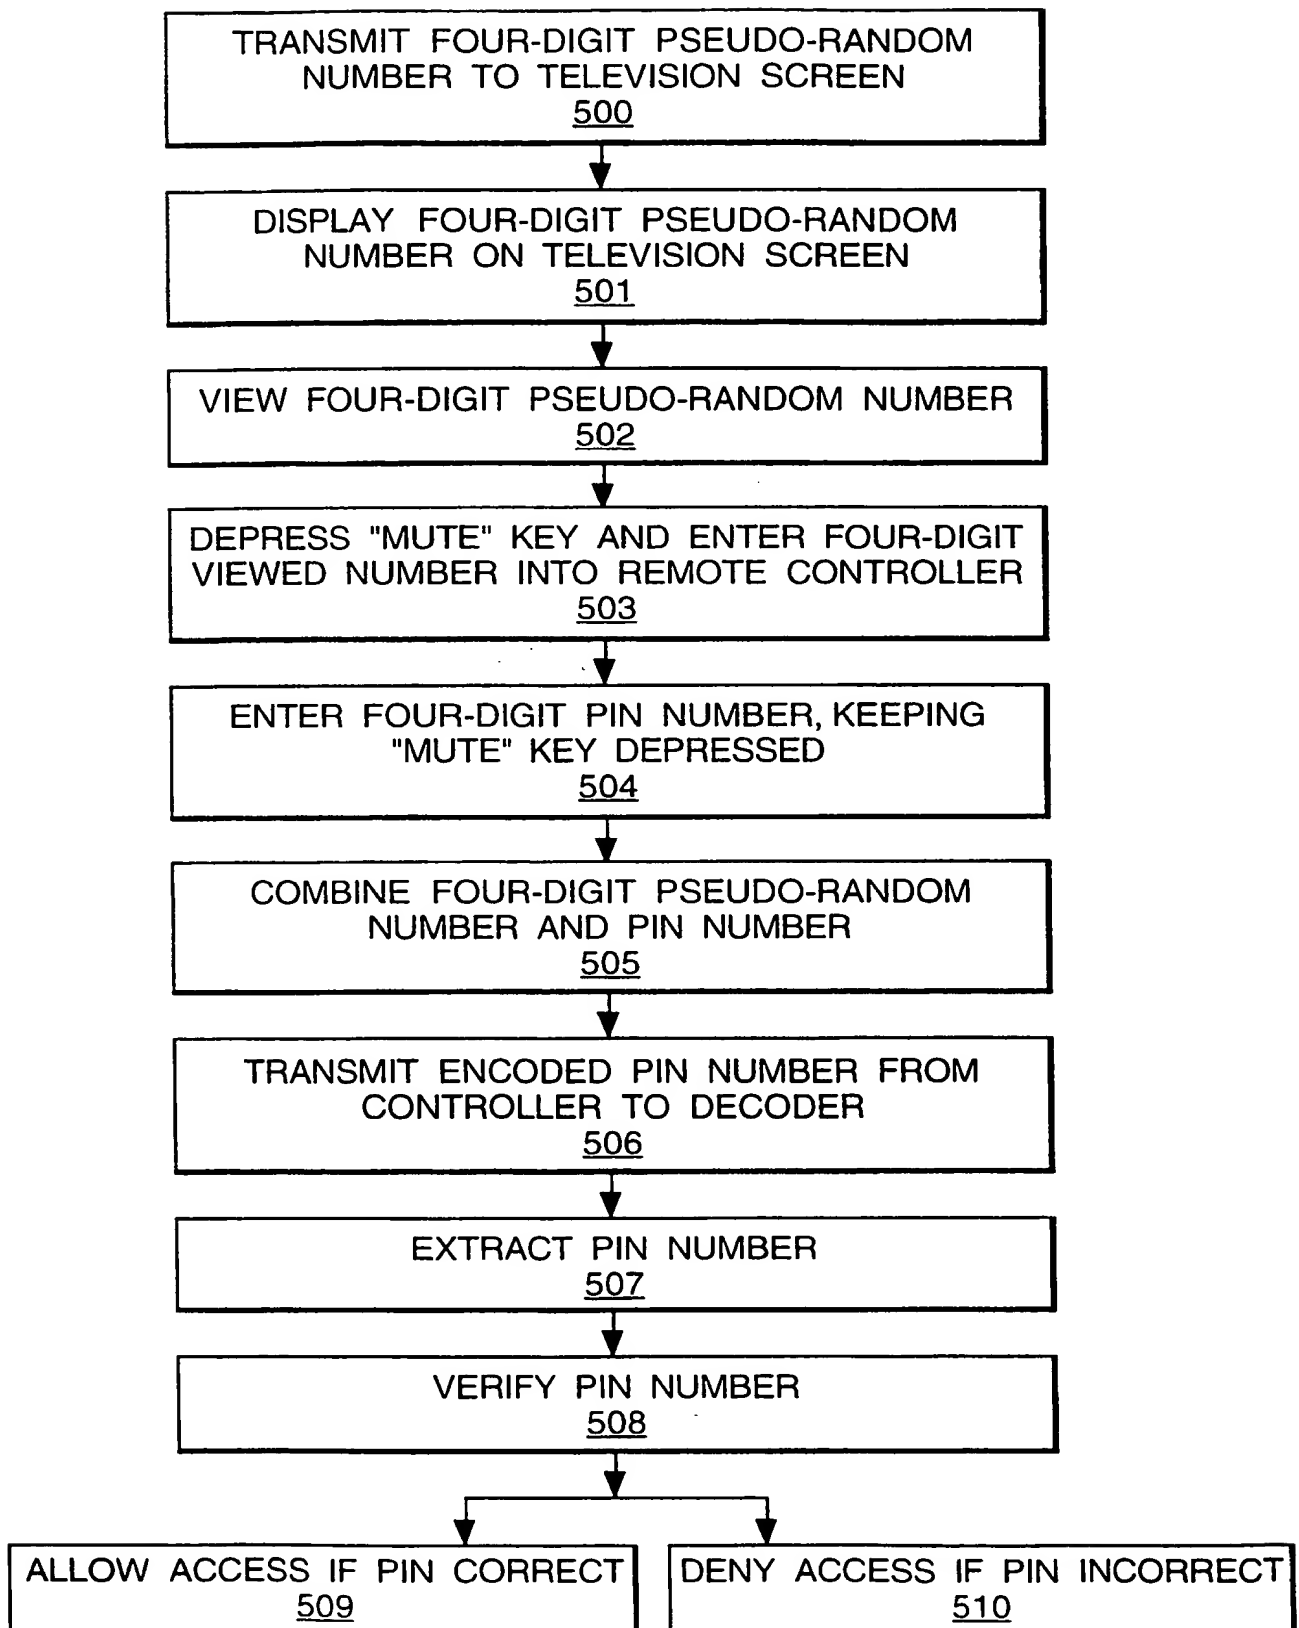 TRANSMIT FOUR-DIGIT PSEUDO-RANDOM
NUMBER TO TELEVISION SCREEN
500
DISPLAY FOUR-DIGIT PSEUDO-RANDOM
NUMBER ON TELEVISION SCREEN
501
VIEW FOUR-DIGIT PSEUDO-RANDOM NUMBER
502
DEPRESS "MUTE" KEY AND ENTER FOUR-DIGIT
VIEWED NUMBER INTO REMOTE CONTROLLER
503
ENTER FOUR-DIGIT PIN NUMBER, KEEPING
"MUTE" KEY DEPRESSED
504
COMBINE FOUR-DIGIT PSEUDO-RANDOM
NUMBER AND PIN NUMBER
505
TRANSMIT ENCODED PIN NUMBER FROM
CONTROLLER TO DECODER
506
EXTRACT PIN NUMBER
507
VERIFY PIN NUMBER
508
ALLOW ACCESS IF PIN CORRECT
509
DENY ACCESS IF PIN INCORRECT
510